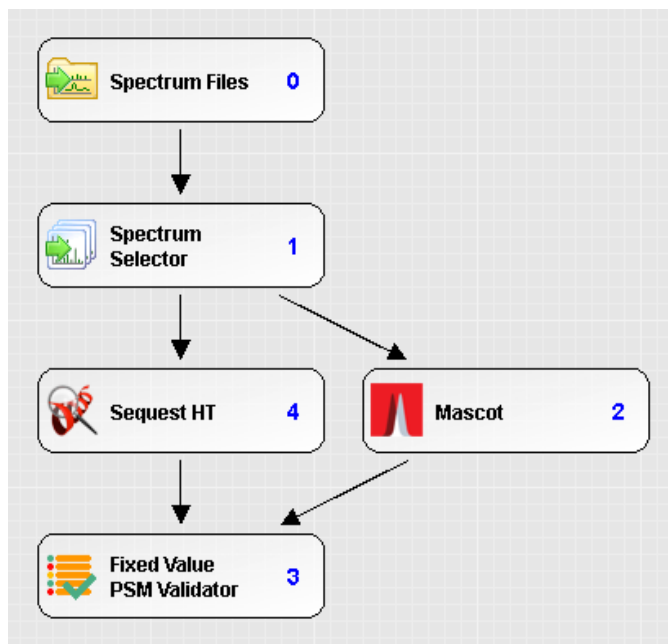 Spectrum Files 0
Spectrum
Selector 1
Sequest HT 4
Mascot 2
Fixed Value
PSM Validator 3